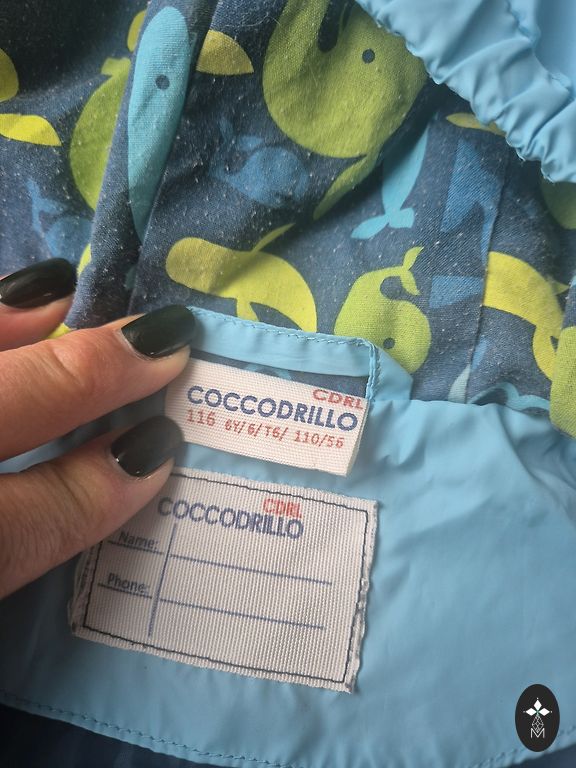 CDRL
COCCODRILLO
116 6Y/6/T6/ 110/56
CDRL
COCCODRILLO
Name:
Phone: